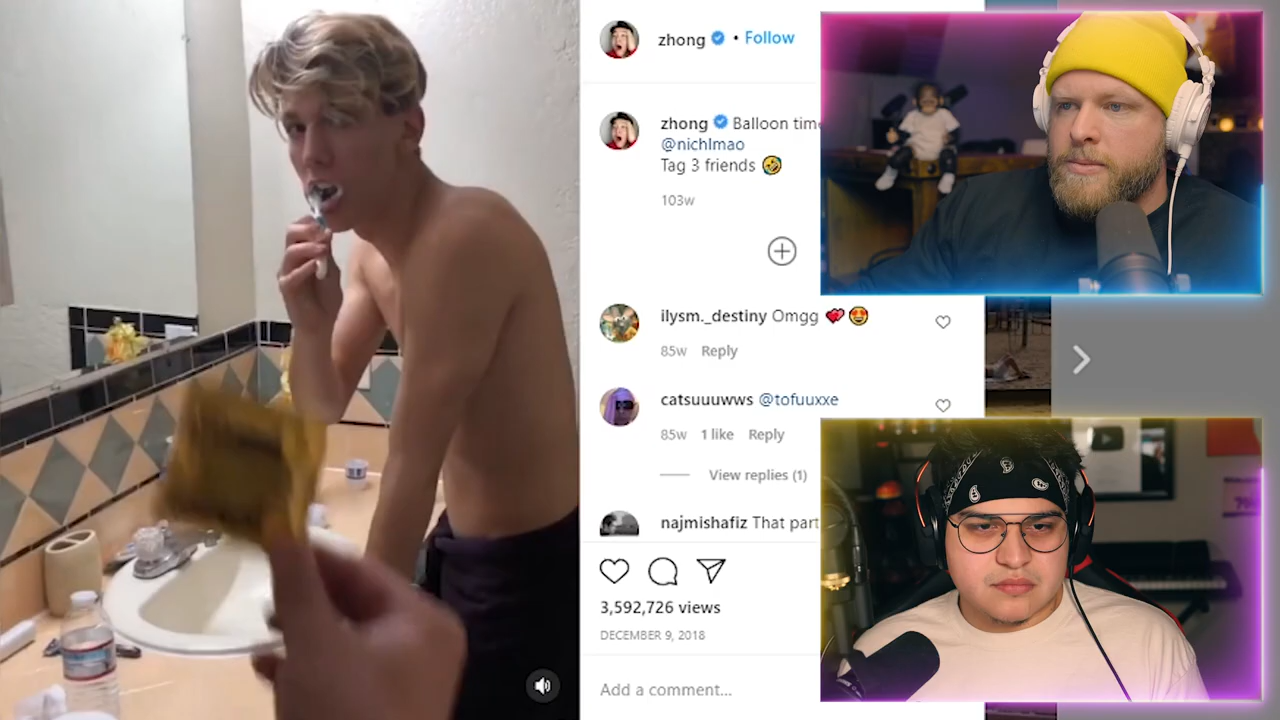 zhong • Follow
zhong Balloon tim
@nichlmao
Tag 3 friends
103w
ilysm._destiny Omgg
85w Reply
catsuuuwws @tofuuxxe
85w 1 like Reply
View replies (1)
najmishafiz That part
3,592,726 views
DECEMBER 9, 2018
Add a comment...